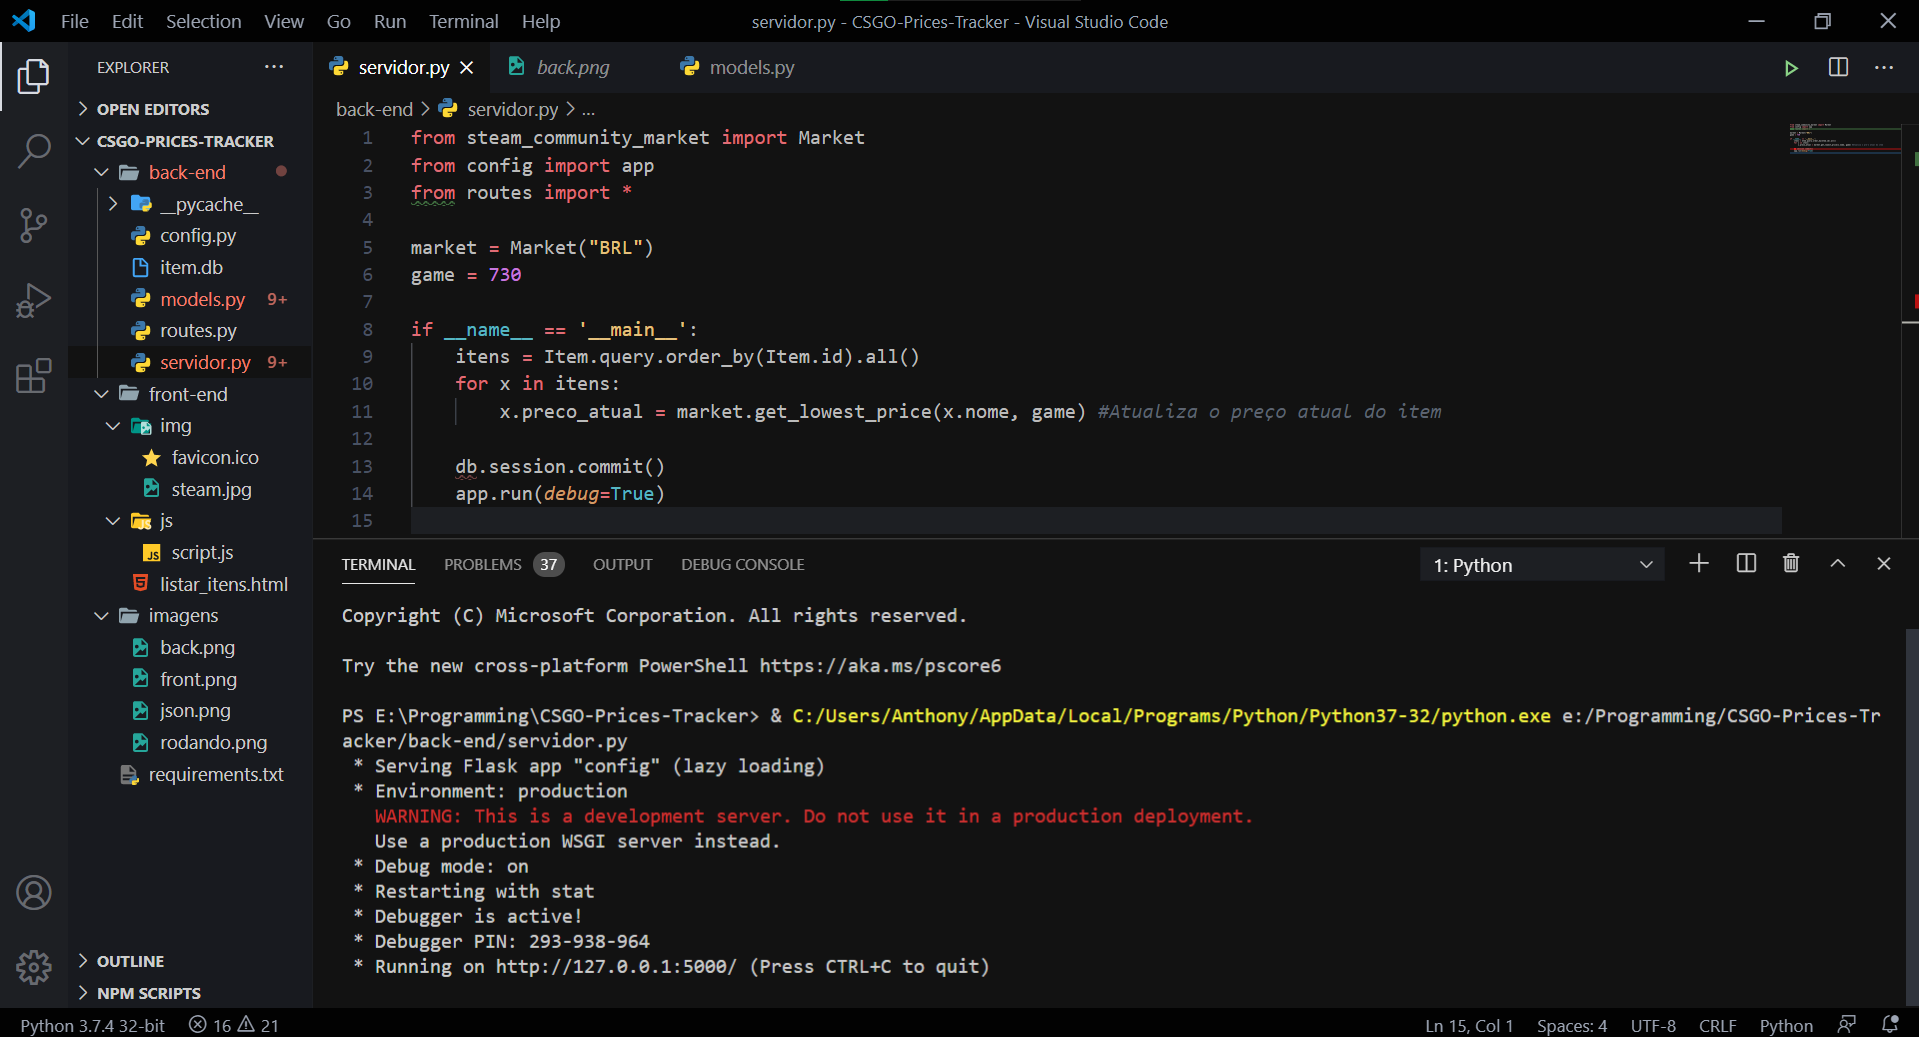 File Edit Selection View Go Run Terminal Help
servidor.py - CSGO-Prices-Tracker - Visual Studio Code
EXPLORER
OPEN EDITORS
CSGO-PRICES-TRACKER
back-end
__pycache__
config.py
item.db
models.py 9+
routes.py
servidor.py 9+
front-end
img
favicon.ico
steam.jpg
js
JS script.js
listar_itens.html
imagens
back.png
front.png
json.png
rodando.png
requirements.txt
OUTLINE
NPM SCRIPTS
servidor.py back.png models.py
back-end > servidor.py > ...
1 from steam_community_market import Market
2 from config import app
3 from routes import *
4
5 market = Market("BRL")
6 game = 730
7
8 if __name__ == '__main__':
9 itens = Item.query.order_by(Item.id).all()
10 for x in itens:
11 x.preco_atual = market.get_lowest_price(x.nome, game) #Atualiza o preço atual do item
12
13 db.session.commit()
14 app.run(debug=True)
15
TERMINAL PROBLEMS 37 OUTPUT DEBUG CONSOLE 1: Python
Copyright (C) Microsoft Corporation. All rights reserved.
Try the new cross-platform PowerShell https://aka.ms/pscore6
PS E:\Programming\CSGO-Prices-Tracker> & C:/Users/Anthony/AppData/Local/Programs/Python/Python37-32/python.exe e:/Programming/CSGO-Prices-Tr
acker/back-end/servidor.py
* Serving Flask app "config" (lazy loading)
* Environment: production
WARNING: This is a development server. Do not use it in a production deployment.
Use a production WSGI server instead.
* Debug mode: on
* Restarting with stat
* Debugger is active!
* Debugger PIN: 293-938-964
* Running on http://127.0.0.1:5000/ (Press CTRL+C to quit)
Python 3.7.4 32-bit 16 21 Ln 15, Col 1 Spaces: 4 UTF-8 CRLF Python